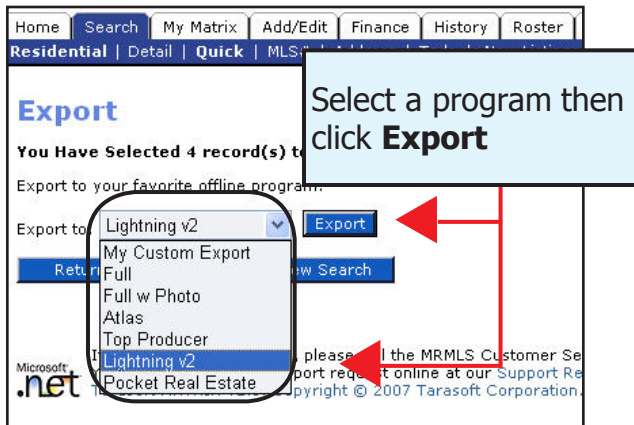 Home Search My Matrix Add/Edit Finance History Roster
Residential | Detail | Quick | MLS
Select a program then
click Export
Export
You Have Selected 4 record(s) t
Export to your favorite offline program.
Export to Lightning v2 Export
My Custom Export
Full
Full w Photo
Atlas
Top Producer
Lightning v2
Pocket Real Estate
Retu ew Search
, please the MRMLS Customer Se
Microsoft .net port request online at our Support Re
opyright © 2007 Tarasoft Corporation.